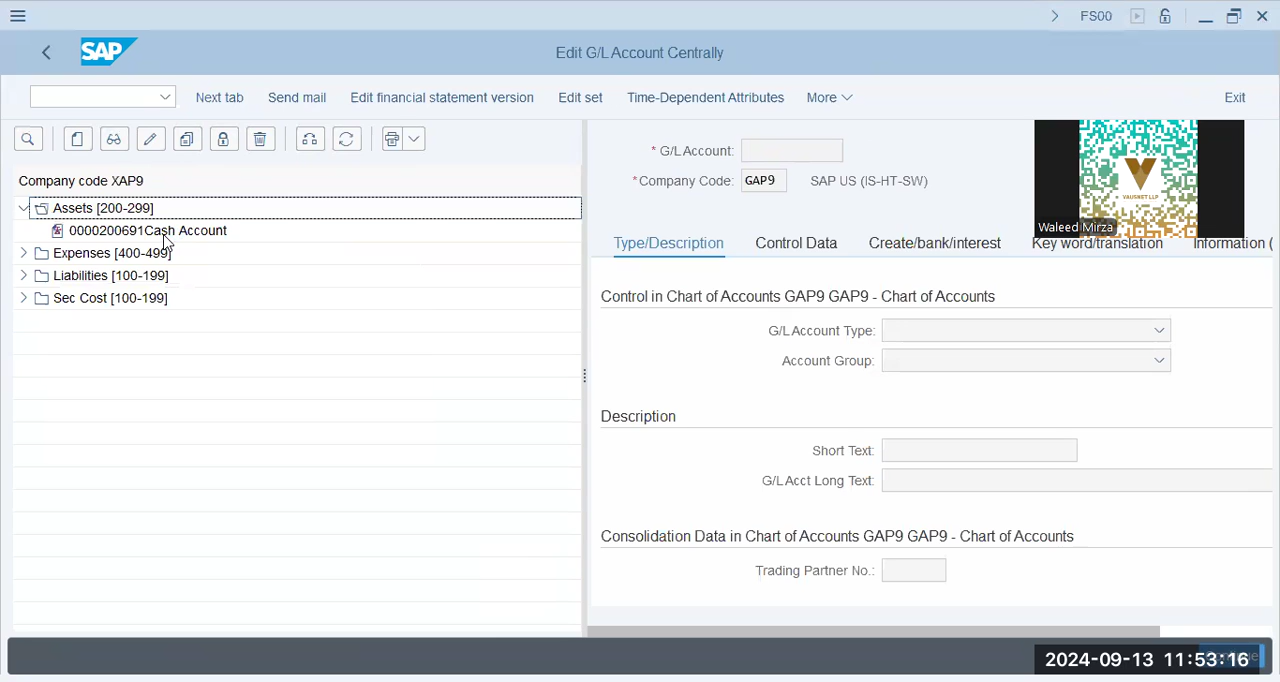 FS00
SAP
Edit G/L Account Centrally
Next tab Send mail Edit financial statement version Edit set Time-Dependent Attributes More Exit
Company code XAP9
Assets [200-299]
0000200691Cash Account
Expenses [400-499]
Liabilities [100-199]
Sec Cost [100-199]
* G/L Account:
* Company Code: GAP9 SAP US (IS-HT-SW)
VAUSNET LLP
Waleed Mirza
Type/Description Control Data Create/bank/interest Key word/translation Information (
Control in Chart of Accounts GAP9 GAP9 - Chart of Accounts
G/L Account Type:
Account Group:
Description
Short Text:
G/L Acct Long Text:
Consolidation Data in Chart of Accounts GAP9 GAP9 - Chart of Accounts
Trading Partner No.:
2024-09-13 11:53:16